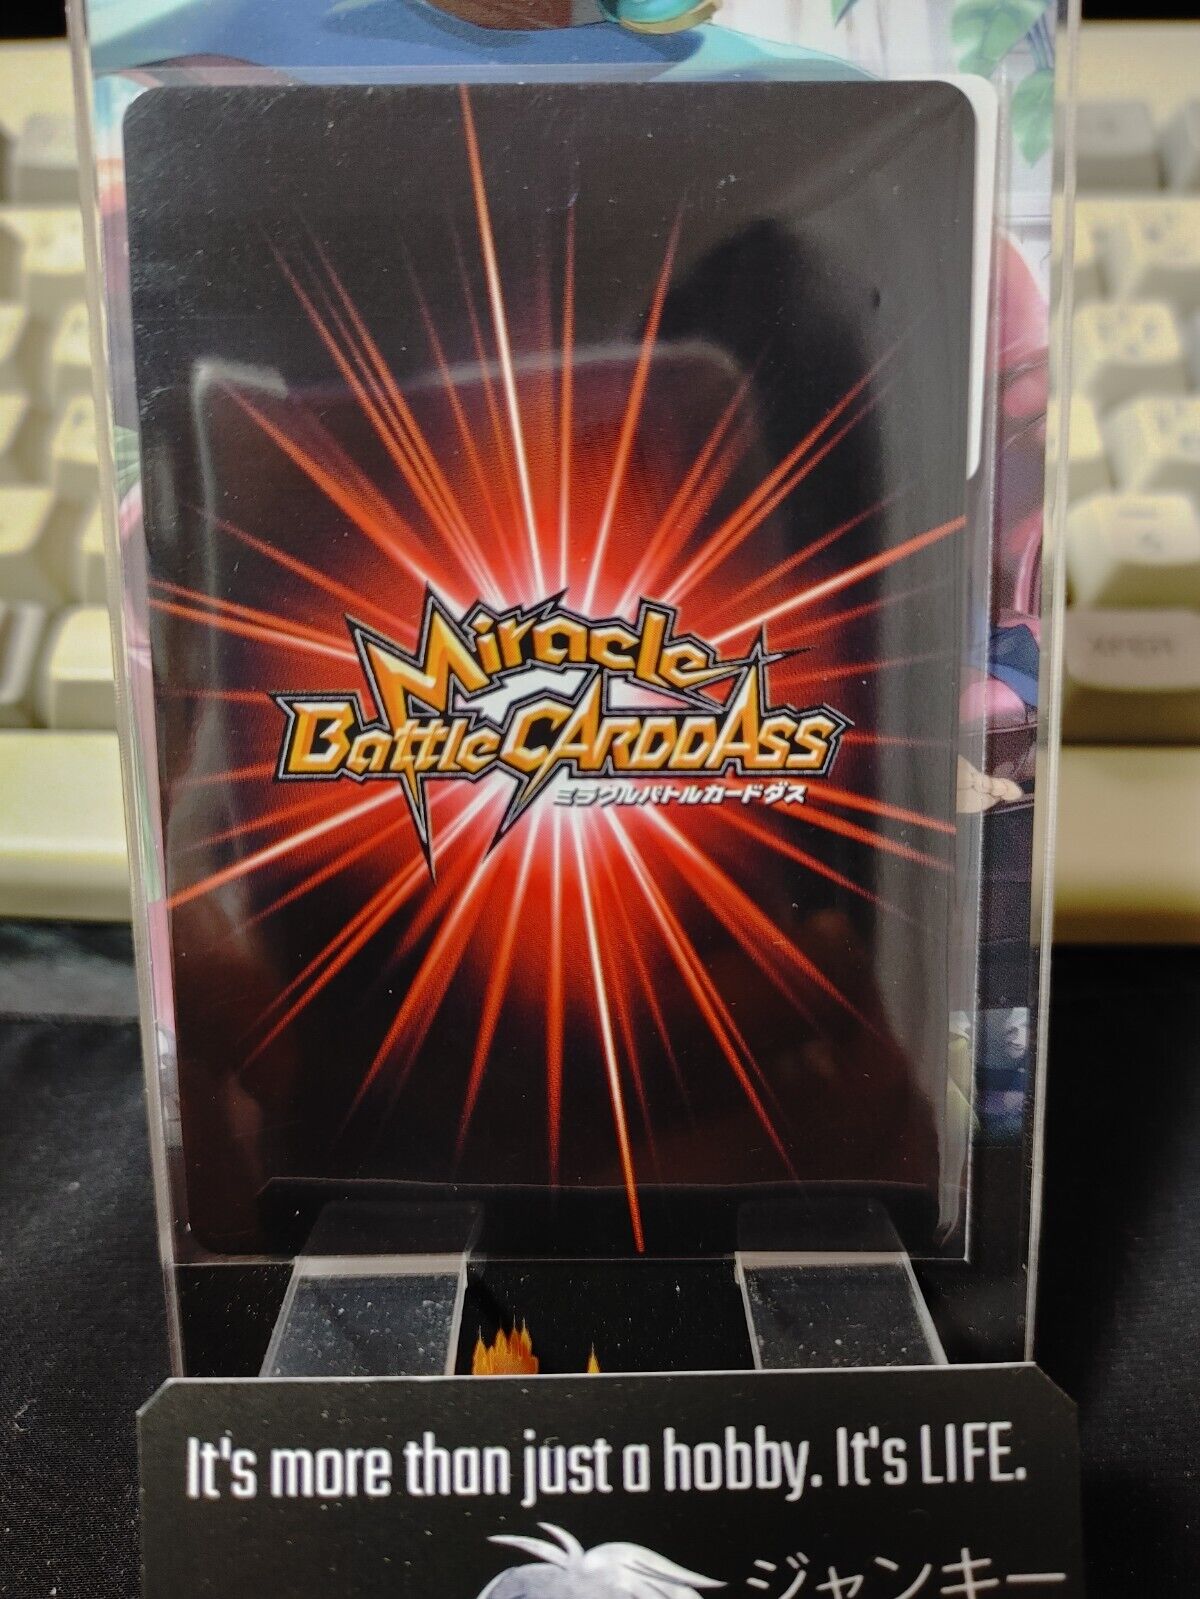 Miracle
Battle CARDDASS
ミラクルバトルカードダス
It's more than just a hobby. It's LIFE.
ジャンキー